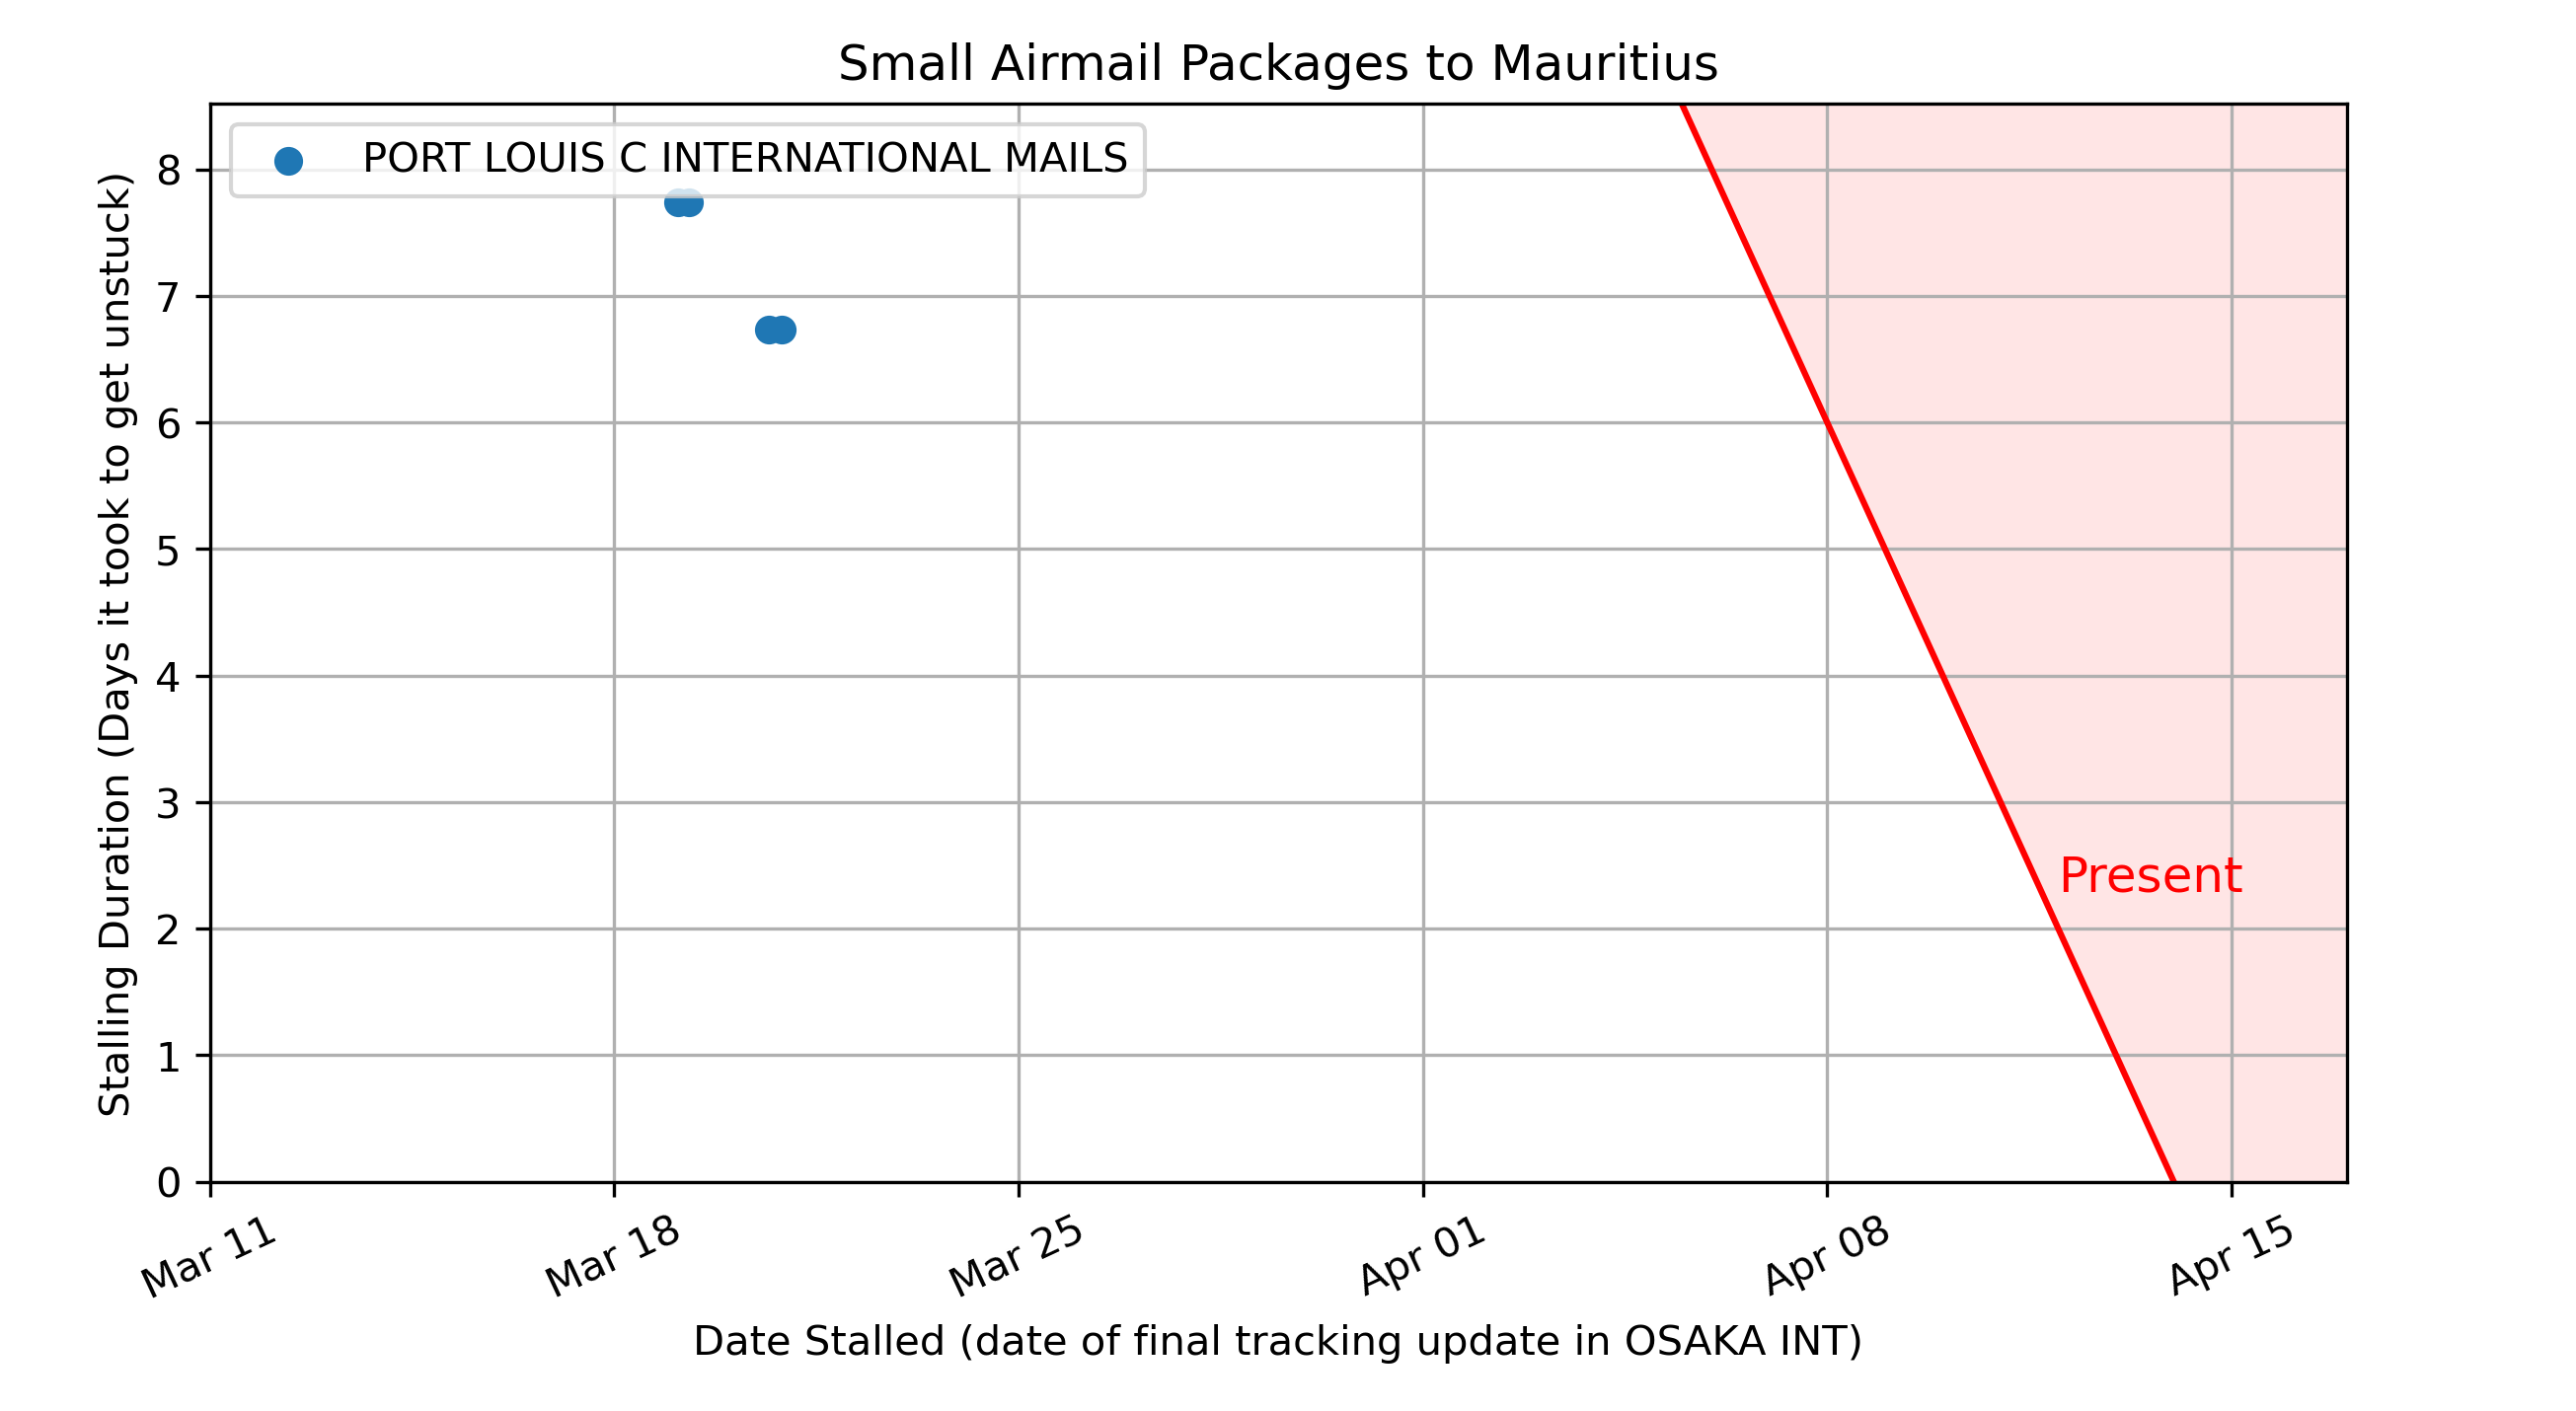 Small Airmail Packages to Mauritius
PORT LOUIS C INTERNATIONAL MAILS
Stalling Duration (Days it took to get unstuck)
8
7
6
5
4
3
2
1
0
Present
Mar 11
Mar 18
Mar 25
Apr 01
Apr 08
Apr 15
Date Stalled (date of final tracking update in OSAKA INT)